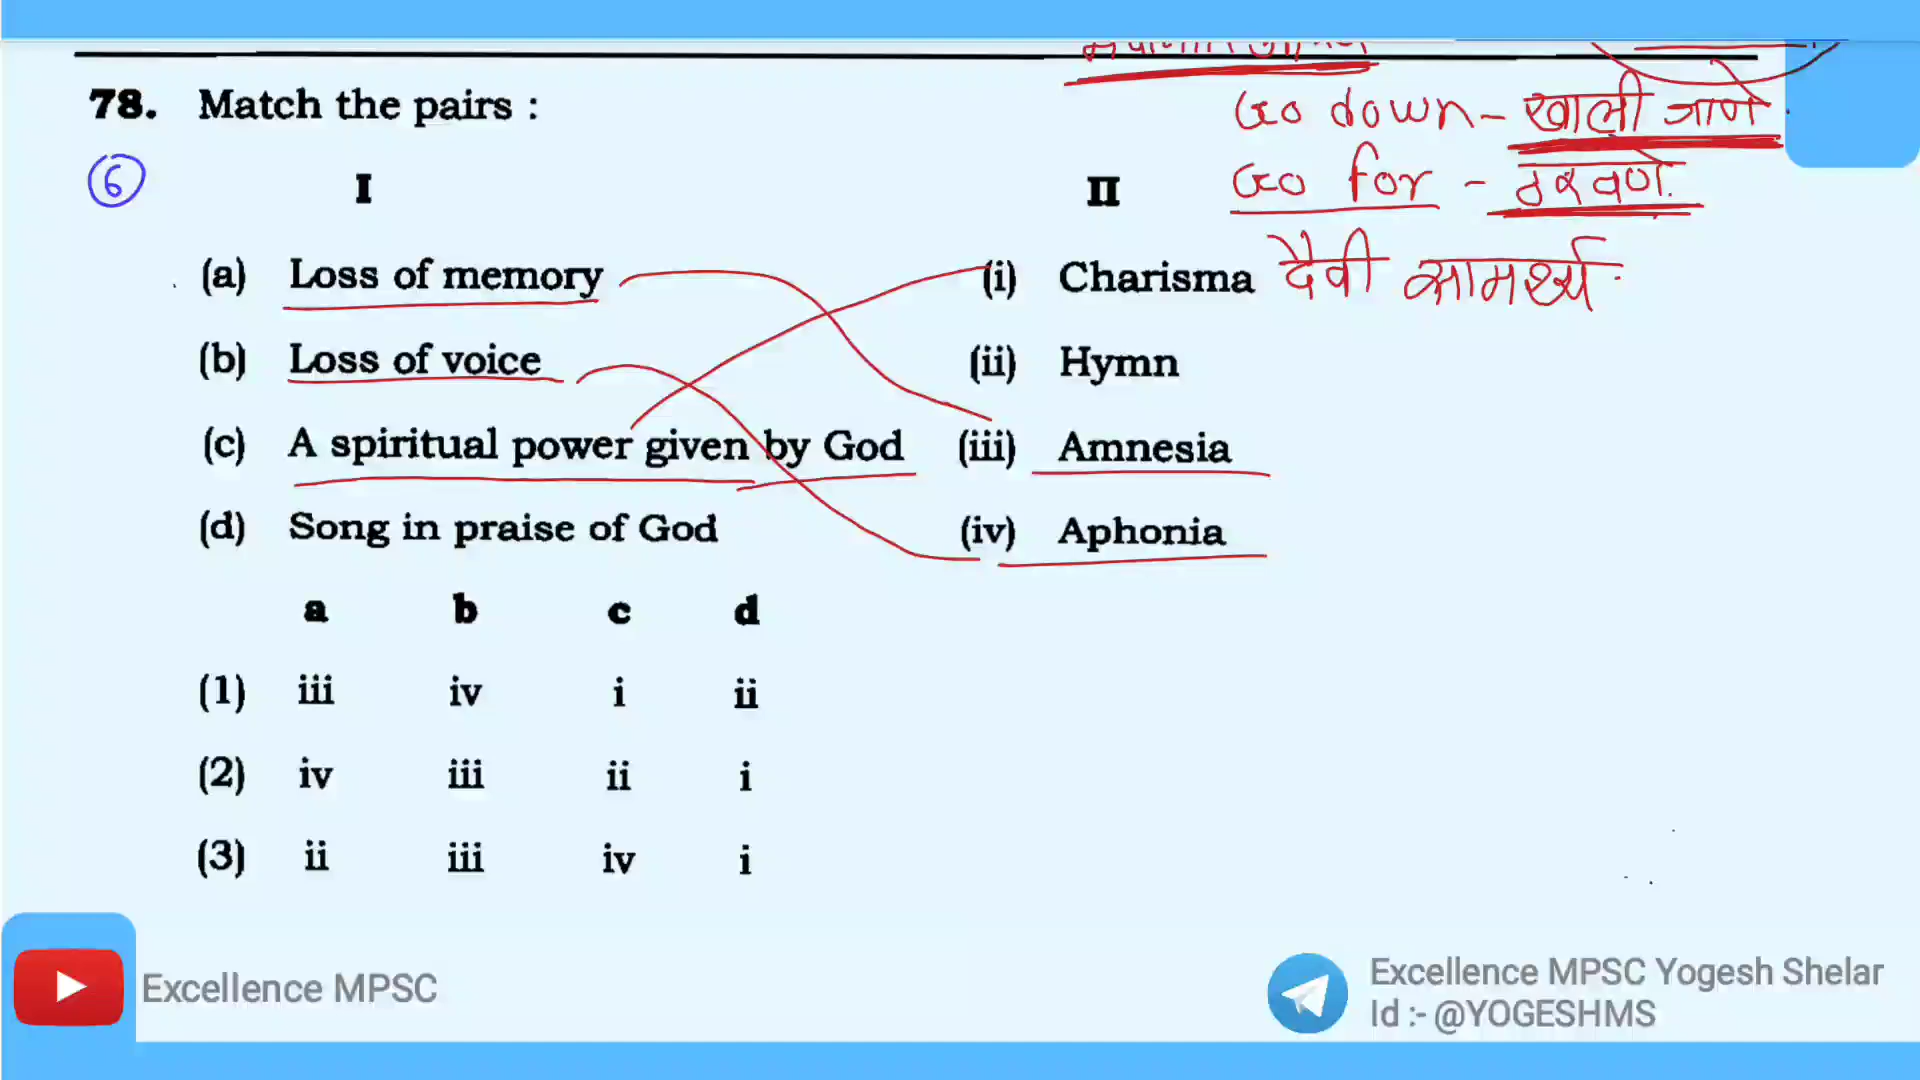 Go down - खाली जाणे
78. Match the pairs :
6
Go for - ठरवणे.
I II
(a) Loss of memory (i) Charisma दैवी सामर्थ्य
(b) Loss of voice (ii) Hymn
(c) A spiritual power given by God (iii) Amnesia
(d) Song in praise of God (iv) Aphonia
a b c d
(1) iii iv i ii
(2) iv iii ii i
(3) ii iii iv i
Excellence MPSC
Excellence MPSC Yogesh Shelar
Id :- @YOGESHMS